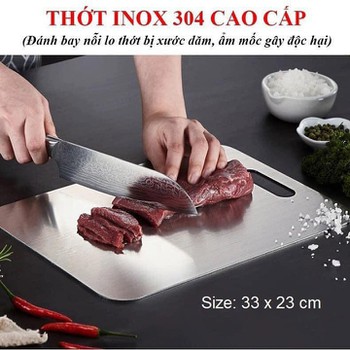 THỚT INOX 304 CAO CẤP
(Đánh bay nỗi lo thớt bị xước dăm, ẩm mốc gây độc hại)
Size: 33 x 23 cm